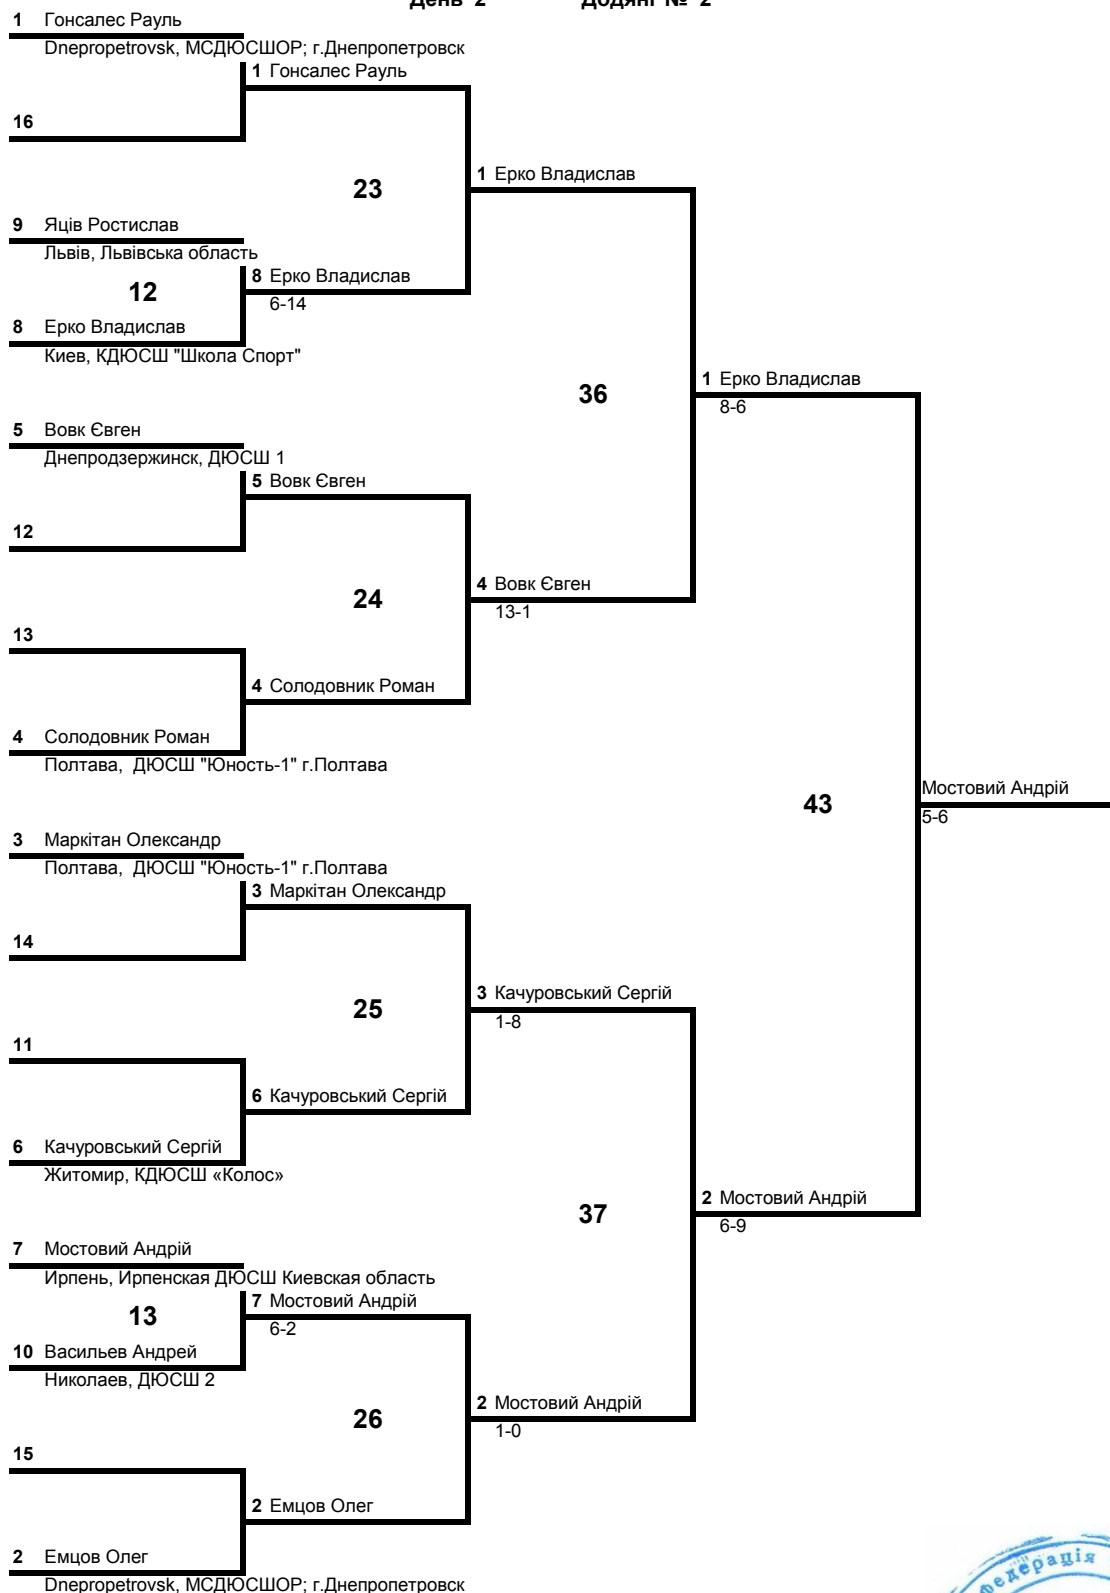 День 2 Додянг № 2
1 Гонсалес Рауль
Dnepropetrovsk, МСДЮСШОР; г.Днепропетровск
1 Гонсалес Рауль
16
1 Ерко Владислав
23
9 Яців Ростислав
Львів, Львівська область
8 Ерко Владислав
12
6-14
8 Ерко Владислав
Киев, КДЮСШ "Школа Спорт"
1 Ерко Владислав
36
8-6
5 Вовк Євген
Днепродзержинск, ДЮСШ 1
5 Вовк Євген
12
4 Вовк Євген
24
13-1
13
4 Солодовник Роман
4 Солодовник Роман
Полтава, ДЮСШ "Юность-1" г.Полтава
Мостовий Андрій
43
5-6
3 Маркітан Олександр
Полтава, ДЮСШ "Юность-1" г.Полтава
3 Маркітан Олександр
14
3 Качуровський Сергій
25
1-8
11
6 Качуровський Сергій
6 Качуровський Сергій
Житомир, КДЮСШ «Колос»
2 Мостовий Андрій
37
6-9
7 Мостовий Андрій
Ирпень, Ирпенская ДЮСШ Киевская область
7 Мостовий Андрій
13
6-2
10 Васильев Андрей
Николаев, ДЮСШ 2
2 Мостовий Андрій
26
1-0
15
2 Емцов Олег
2 Емцов Олег
Dnepropetrovsk, МСДЮСШОР; г.Днепропетровск
Федерація